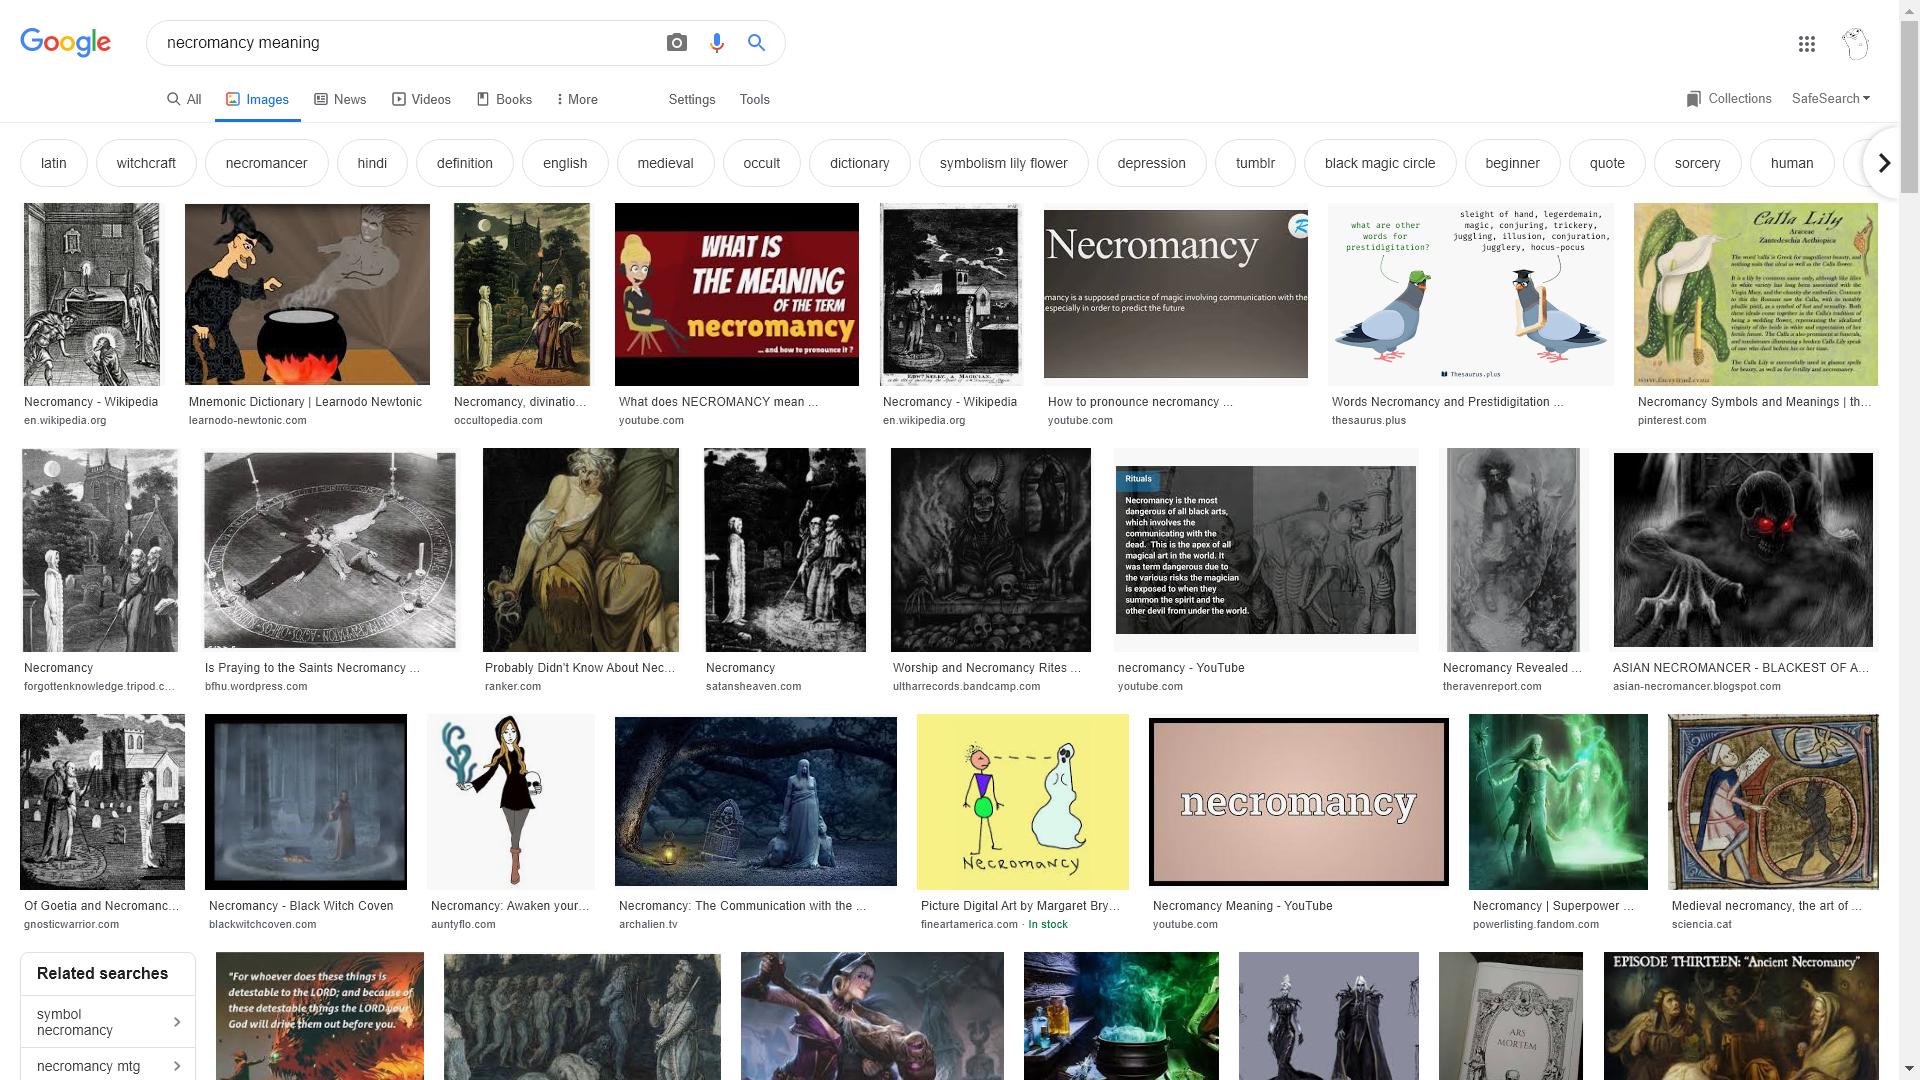 Google
necromancy meaning
All
Images
News
Videos
Books
More
Settings
Tools
Collections
SafeSearch
latin
witchcraft
necromancer
hindi
definition
english
medieval
occult
dictionary
symbolism lily flower
depression
tumblr
black magic circle
beginner
quote
sorcery
human
WHAT IS
THE MEANING
OF THE TERM
necromancy
... and how to pronounce it ?
EDWD KELLY, A MAGICIAN.
Necromancy
R
mancy is a supposed practice of magic involving communication with the
especially in order to predict the future
what are other
words for
prestidigitation?
sleight of hand, legerdemain,
magic, conjuring, trickery,
juggling, illusion, conjuration,
jugglery, hocus-pocus
Thesaurus.plus
Calla Lily
Araceae
Zantedeschia Aethiopica
Necromancy - Wikipedia
en.wikipedia.org
Mnemonic Dictionary | Learnodo Newtonic
learnodo-newtonic.com
Necromancy, divinatio...
occultopedia.com
What does NECROMANCY mean ...
youtube.com
Necromancy - Wikipedia
en.wikipedia.org
How to pronounce necromancy ...
youtube.com
Words Necromancy and Prestidigitation ...
thesaurus.plus
Necromancy Symbols and Meanings | th...
pinterest.com
Rituals
Necromancy is the most
dangerous of all black arts,
which involves the
communicating with the
dead. This is the apex of all
magical art in the world. It
was term dangerous due to
the various risks the magician
is exposed to when they
summon the spirit and the
other devil from under the world.
Necromancy
forgottenknowledge.tripod.c...
Is Praying to the Saints Necromancy ...
bfhu.wordpress.com
Probably Didn't Know About Nec...
ranker.com
Necromancy
satansheaven.com
Worship and Necromancy Rites ...
ultharrecords.bandcamp.com
necromancy - YouTube
youtube.com
Necromancy Revealed ...
theravenreport.com
ASIAN NECROMANCER - BLACKEST OF A...
asian-necromancer.blogspot.com
Necromancy
necromancy
Of Goetia and Necromanc...
gnosticwarrior.com
Necromancy - Black Witch Coven
blackwitchcoven.com
Necromancy: Awaken your...
auntyflo.com
Necromancy: The Communication with the ...
archalien.tv
Picture Digital Art by Margaret Bry...
fineartamerica.com · In stock
Necromancy Meaning - YouTube
youtube.com
Necromancy | Superpower ...
powerlisting.fandom.com
Medieval necromancy, the art of ...
sciencia.cat
Related searches
symbol
necromancy
necromancy mtg
"For whoever does these things is
detestable to the LORD; and because of
these detestable things the LORD your
God will drive them out before you.
ARS
MORTEM
EPISODE THIRTEEN: "Ancient Necromancy"